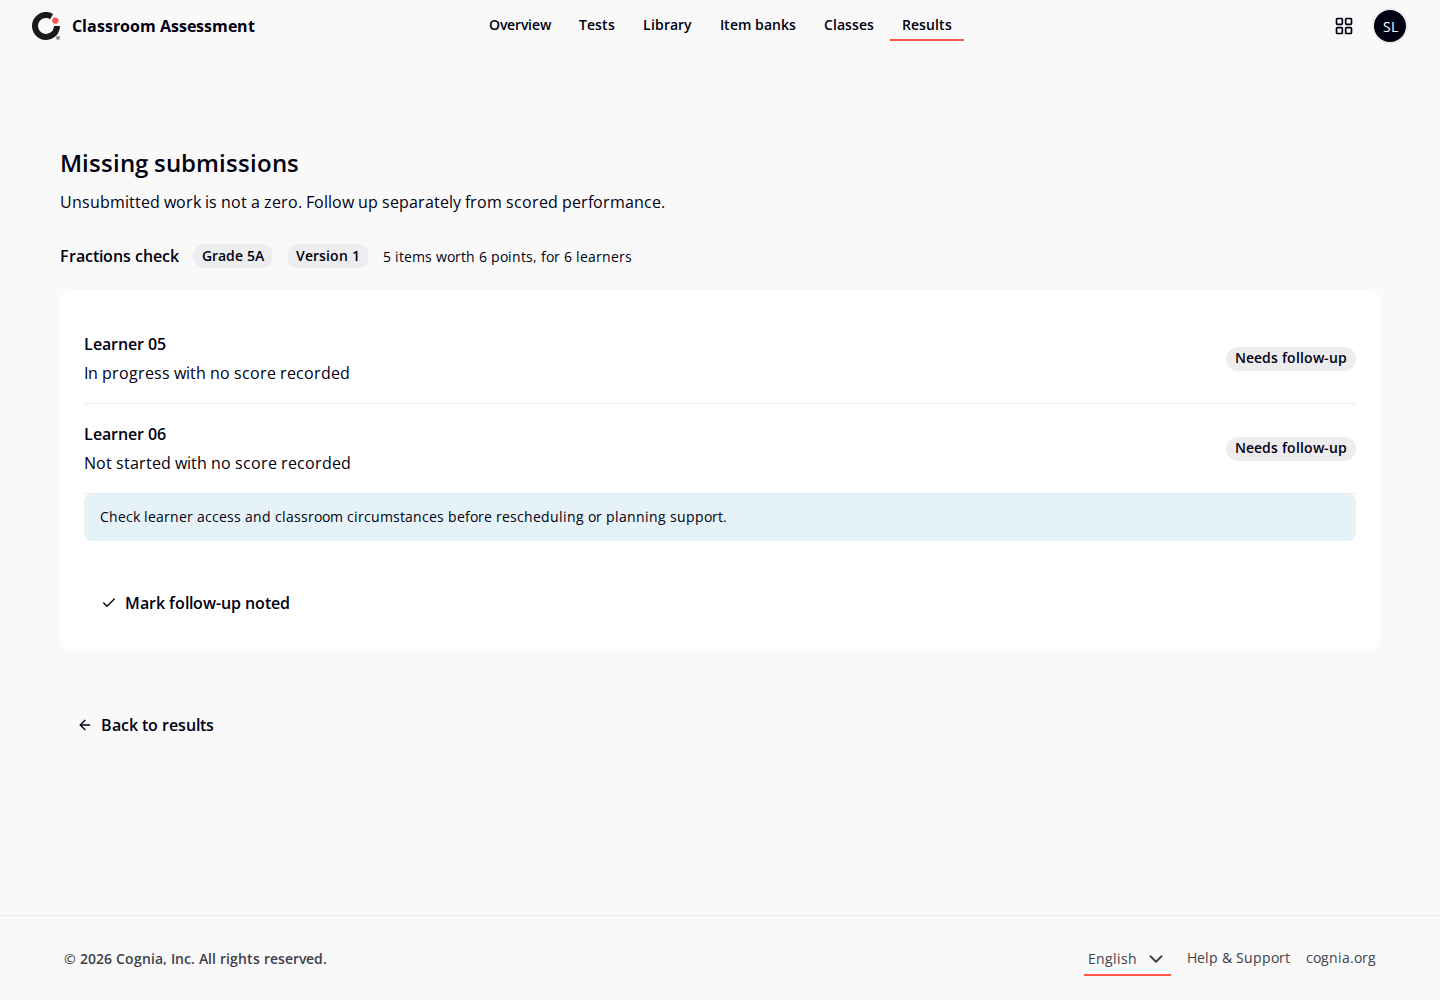 Classroom Assessment
Overview
Tests
Library
Item banks
Classes
Results
SL
Missing submissions
Unsubmitted work is not a zero. Follow up separately from scored performance.
Fractions check
Grade 5A
Version 1
5 items worth 6 points, for 6 learners
Learner 05
In progress with no score recorded
Needs follow-up
Learner 06
Not started with no score recorded
Needs follow-up
Check learner access and classroom circumstances before rescheduling or planning support.
Mark follow-up noted
Back to results
© 2026 Cognia, Inc. All rights reserved.
English
Help & Support
cognia.org